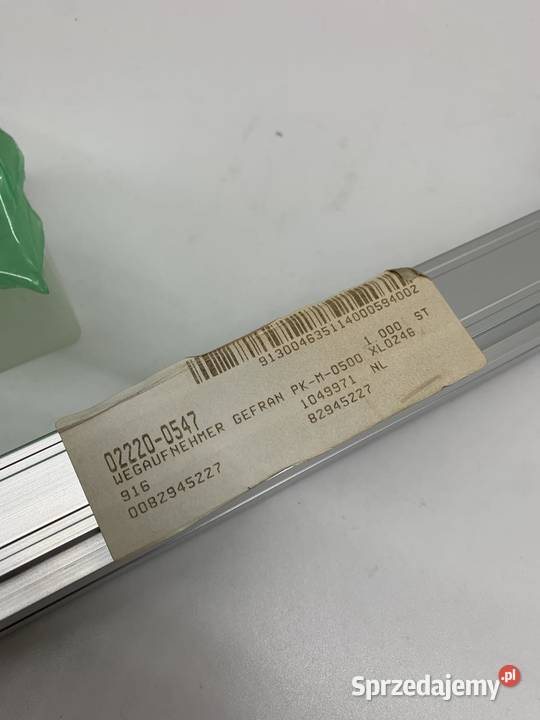 913004635114000594002
02220-0547 1 000 ST
WEGAUFNEHMER GEFRAN PK-M-0500 XL0246
916 1049971 NL
0082945227 82945227
Sprzedajemy.pl